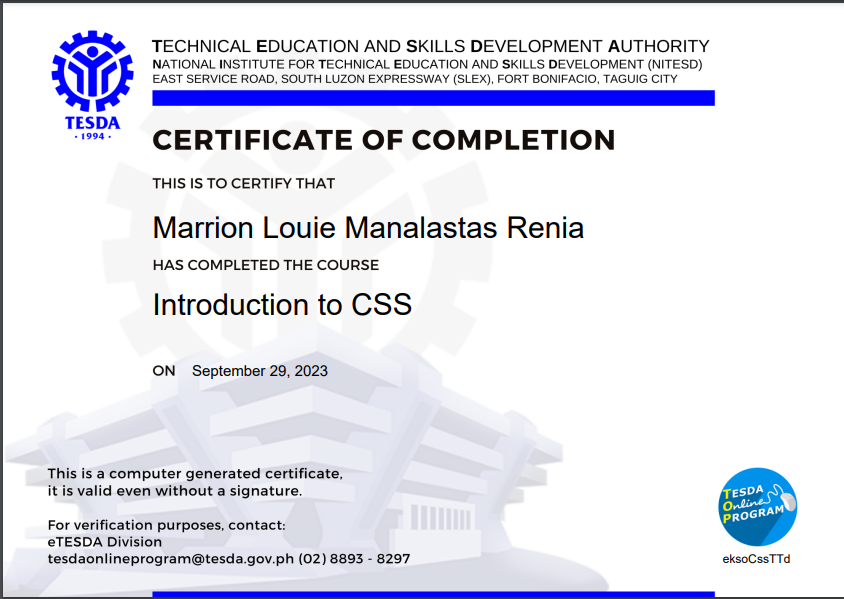 TECHNICAL EDUCATION AND SKILLS DEVELOPMENT AUTHORITY
NATIONAL INSTITUTE FOR TECHNICAL EDUCATION AND SKILLS DEVELOPMENT (NITESD)
EAST SERVICE ROAD, SOUTH LUZON EXPRESSWAY (SLEX), FORT BONIFACIO, TAGUIG CITY
TESDA
· 1994 ·
CERTIFICATE OF COMPLETION
THIS IS TO CERTIFY THAT
Marrion Louie Manalastas Renia
HAS COMPLETED THE COURSE
Introduction to CSS
ON September 29, 2023
This is a computer generated certificate,
it is valid even without a signature.
For verification purposes, contact:
eTESDA Division
tesdaonlineprogram@tesda.gov.ph (02) 8893 - 8297
TESDA
Online
PROGRAM
eksoCssTTd